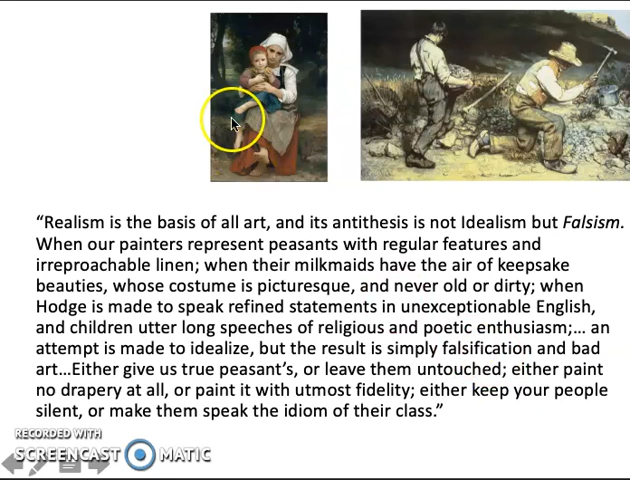 “Realism is the basis of all art, and its antithesis is not Idealism but Falsism.
When our painters represent peasants with regular features and
irreproachable linen; when their milkmaids have the air of keepsake
beauties, whose costume is picturesque, and never old or dirty; when
Hodge is made to speak refined statements in unexceptionable English,
and children utter long speeches of religious and poetic enthusiasm;… an
attempt is made to idealize, but the result is simply falsification and bad
art…Either give us true peasant’s, or leave them untouched; either paint
no drapery at all, or paint it with utmost fidelity; either keep your people
silent, or make them speak the idiom of their class.”
RECORDED WITH
SCREENCAST MATIC